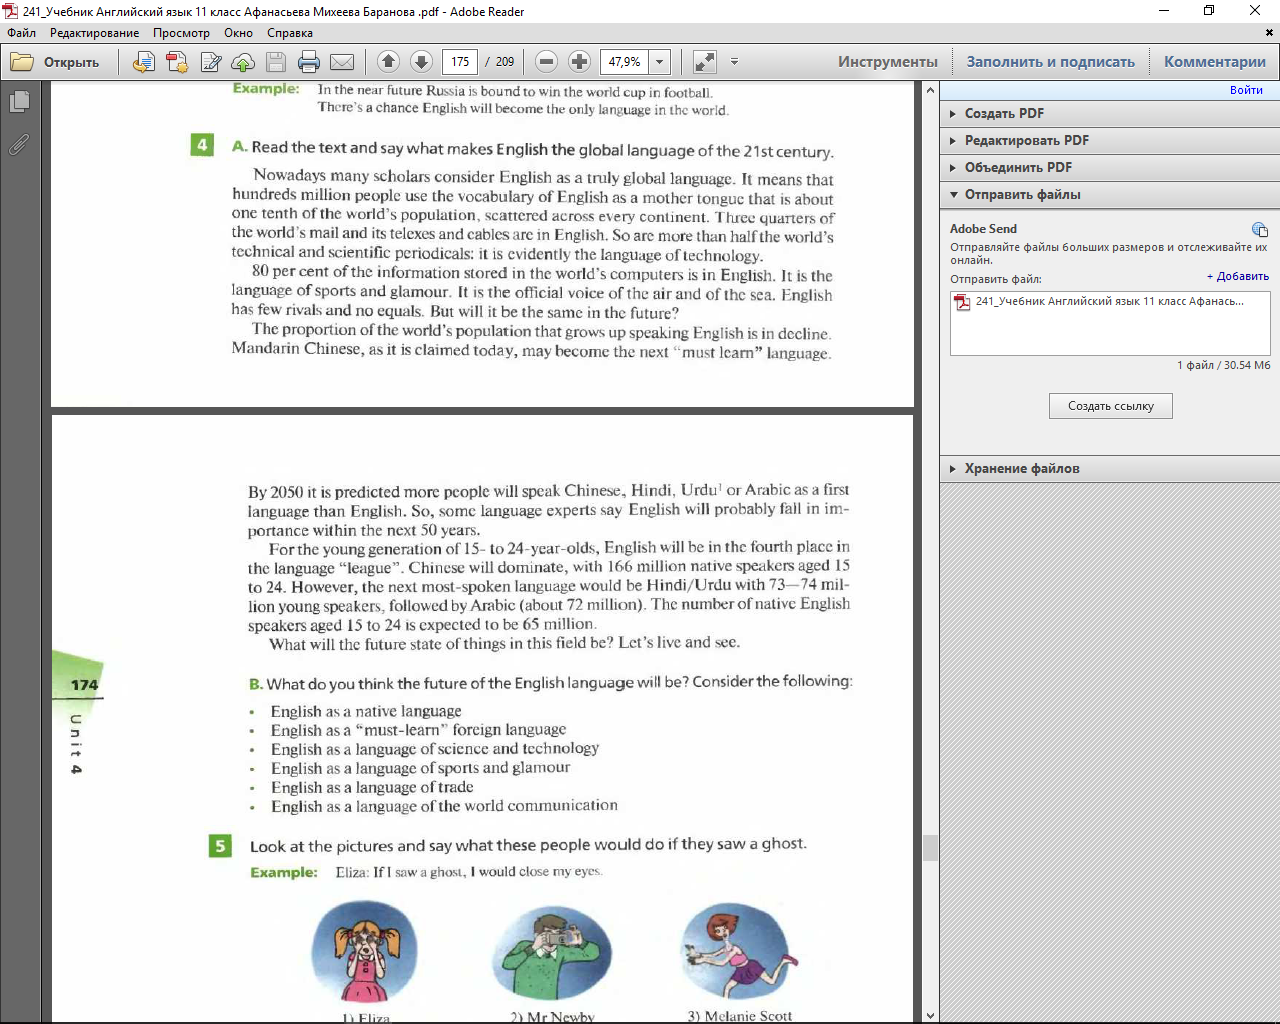 241_Учебник Английский язык 11 класс Афанасьева Михеева Баранова .pdf - Adobe Reader
Файл Редактирование Просмотр Окно Справка
Открыть 175 / 209 47,9% Инструменты Заполнить и подписать Комментарии
Example: In the near future Russia is bound to win the world cup in football.
There's a chance English will become the only language in the world.
4 A. Read the text and say what makes English the global language of the 21st century.
Nowadays many scholars consider English as a truly global language. It means that
hundreds million people use the vocabulary of English as a mother tongue that is about
one tenth of the world's population, scattered across every continent. Three quarters of
the world's mail and its telexes and cables are in English. So are more than half the world's
technical and scientific periodicals: it is evidently the language of technology.
80 per cent of the information stored in the world's computers is in English. It is the
language of sports and glamour. It is the official voice of the air and of the sea. English
has few rivals and no equals. But will it be the same in the future?
The proportion of the world's population that grows up speaking English is in decline.
Mandarin Chinese, as it is claimed today, may become the next "must learn" language.
By 2050 it is predicted more people will speak Chinese, Hindi, Urdu¹ or Arabic as a first
language than English. So, some language experts say English will probably fall in im-
portance within the next 50 years.
For the young generation of 15- to 24-year-olds, English will be in the fourth place in
the language "league". Chinese will dominate, with 166 million native speakers aged 15
to 24. However, the next most-spoken language would be Hindi/Urdu with 73—74 mil-
lion young speakers, followed by Arabic (about 72 million). The number of native English
speakers aged 15 to 24 is expected to be 65 million.
What will the future state of things in this field be? Let's live and see.
174
Unit 4
B. What do you think the future of the English language will be? Consider the following:
• English as a native language
• English as a "must-learn" foreign language
• English as a language of science and technology
• English as a language of sports and glamour
• English as a language of trade
• English as a language of the world communication
5 Look at the pictures and say what these people would do if they saw a ghost.
Example: Eliza: If I saw a ghost, I would close my eyes.
1) Eliza 2) Mr Newby 3) Melanie Scott
Войти
Создать PDF
Редактировать PDF
Объединить PDF
Отправить файлы
Adobe Send
Отправляйте файлы больших размеров и отслеживайте их
онлайн.
Отправить файл: + Добавить
241_Учебник Английский язык 11 класс Афанась...
1 файл / 30.54 Мб
Создать ссылку
Хранение файлов